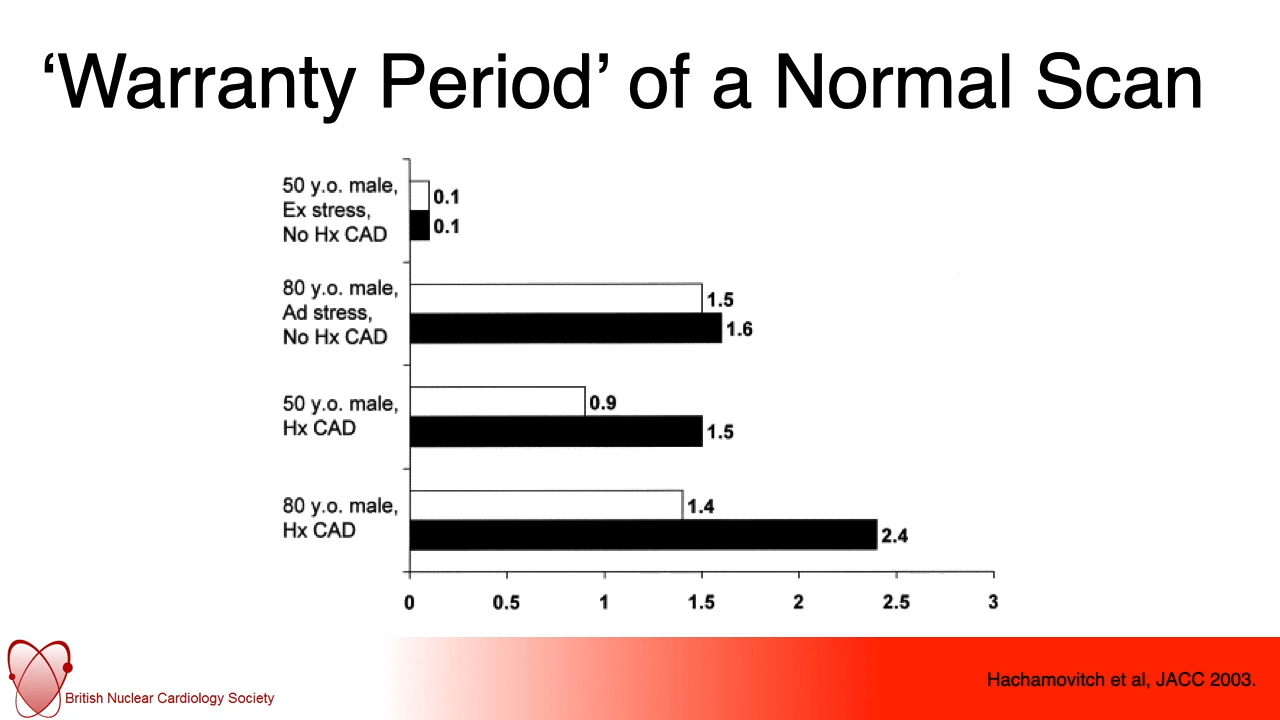 ‘Warranty Period’ of a Normal Scan
50 y.o. male,
Ex stress,
No Hx CAD
0.1
0.1
80 y.o. male,
Ad stress,
No Hx CAD
1.5
1.6
50 y.o. male,
Hx CAD
0.9
1.5
80 y.o. male,
Hx CAD
1.4
2.4
0 0.5 1 1.5 2 2.5 3
British Nuclear Cardiology Society
Hachamovitch et al, JACC 2003.